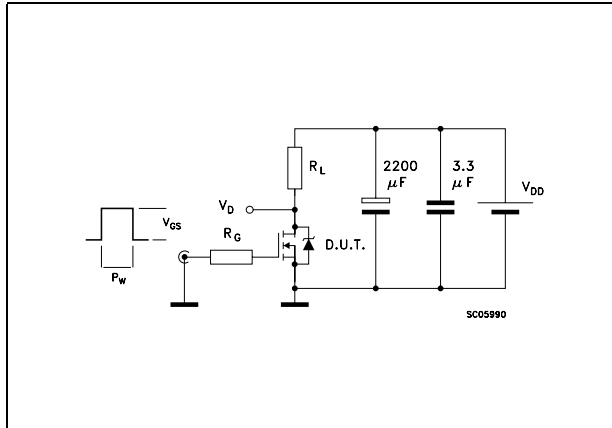 R_L
2200 μF
3.3 μF
V_DD
V_D
V_GS
R_G
D.U.T.
P_W
SC05990